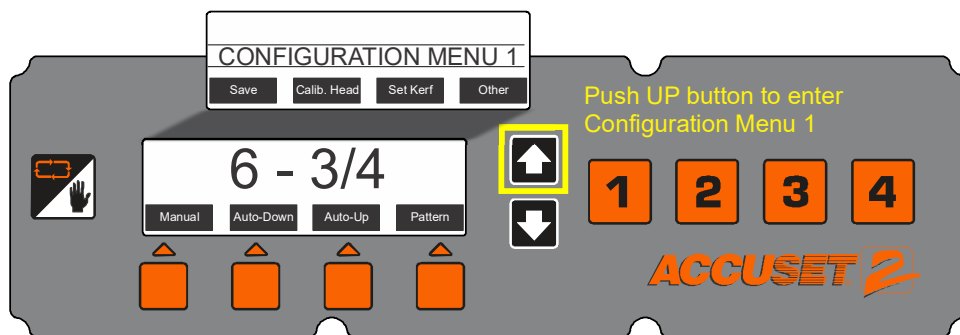 CONFIGURATION MENU 1
Save Calib. Head Set Kerf Other
Push UP button to enter
Configuration Menu 1
6 - 3/4
Manual Auto-Down Auto-Up Pattern
1 2 3 4
ACCUSET 2